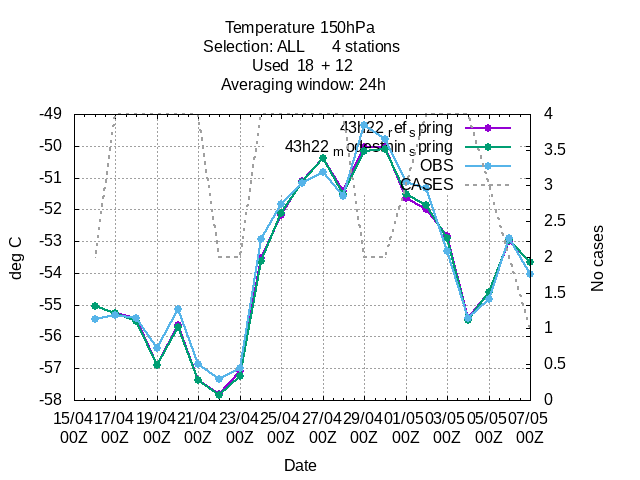 Temperature 150hPa
Selection: ALL 4 stations
Used 18 + 12
Averaging window: 24h
43h22_ref_spring
43h22_modosmin_spring
OBS
CASES
-49
-50
-51
-52
-53
-54
-55
-56
-57
-58
4
3.5
3
2.5
2
1.5
1
0.5
0
deg C
No cases
15/04 17/04 19/04 21/04 23/04 25/04 27/04 29/04 01/05 03/05 05/05 07/05
00Z 00Z 00Z 00Z 00Z 00Z 00Z 00Z 00Z 00Z 00Z 00Z
Date